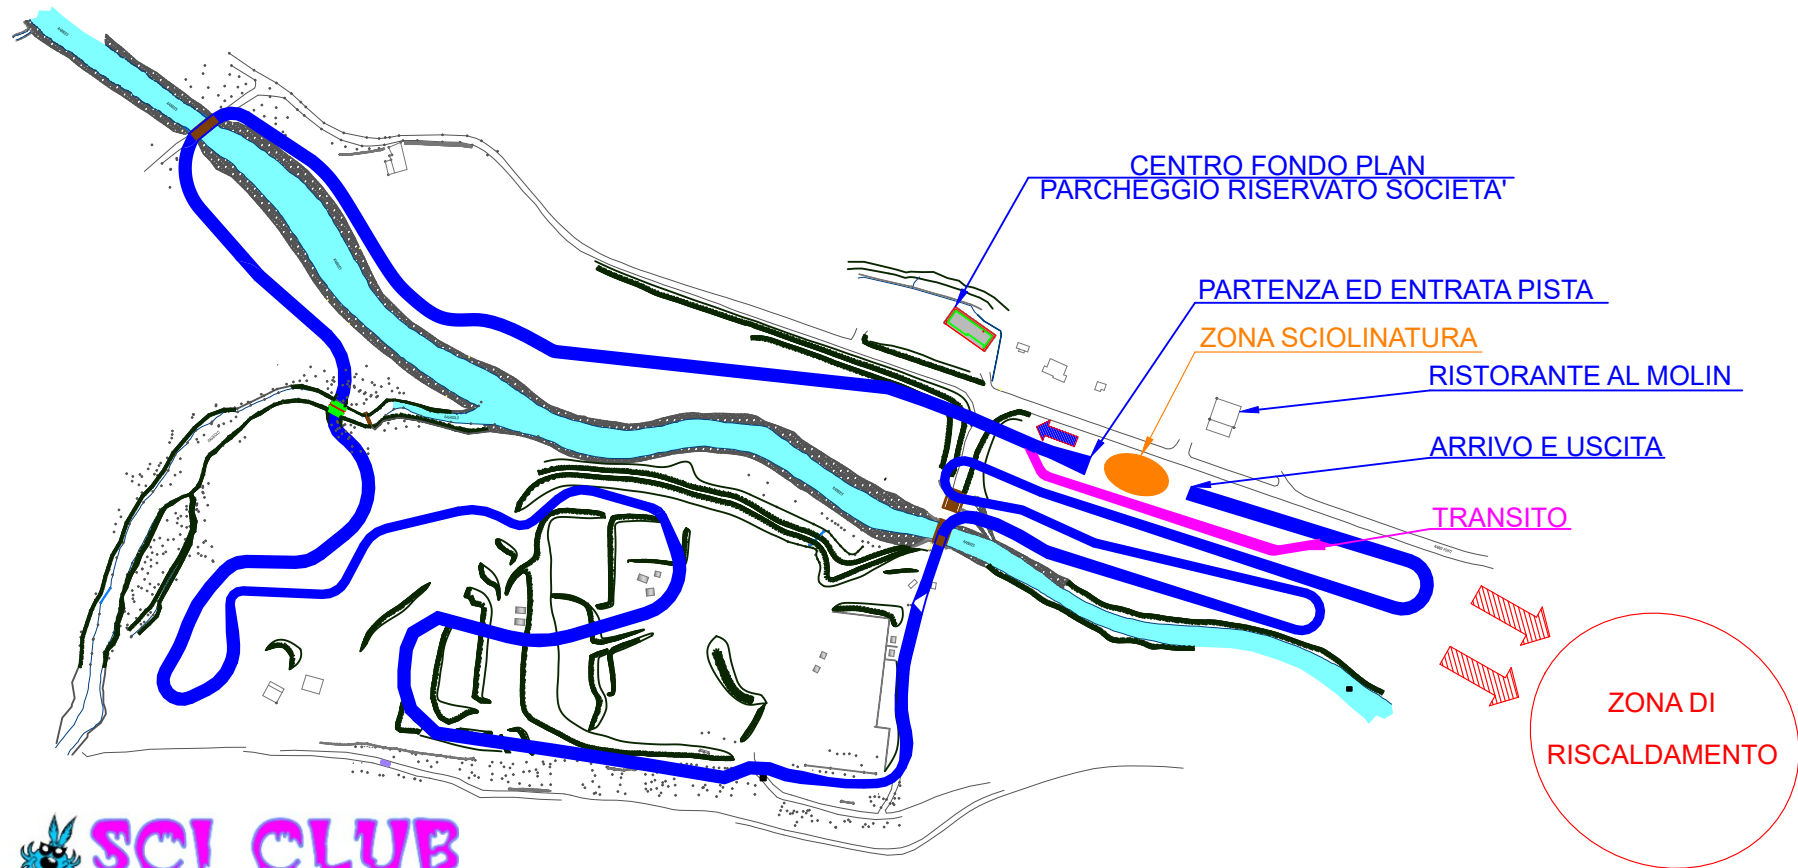 CENTRO FONDO PLAN
PARCHEGGIO RISERVATO SOCIETA'
PARTENZA ED ENTRATA PISTA
ZONA SCIOLINATURA
RISTORANTE AL MOLIN
ARRIVO E USCITA
TRANSITO
ZONA DI
RISCALDAMENTO
SCI CLUB